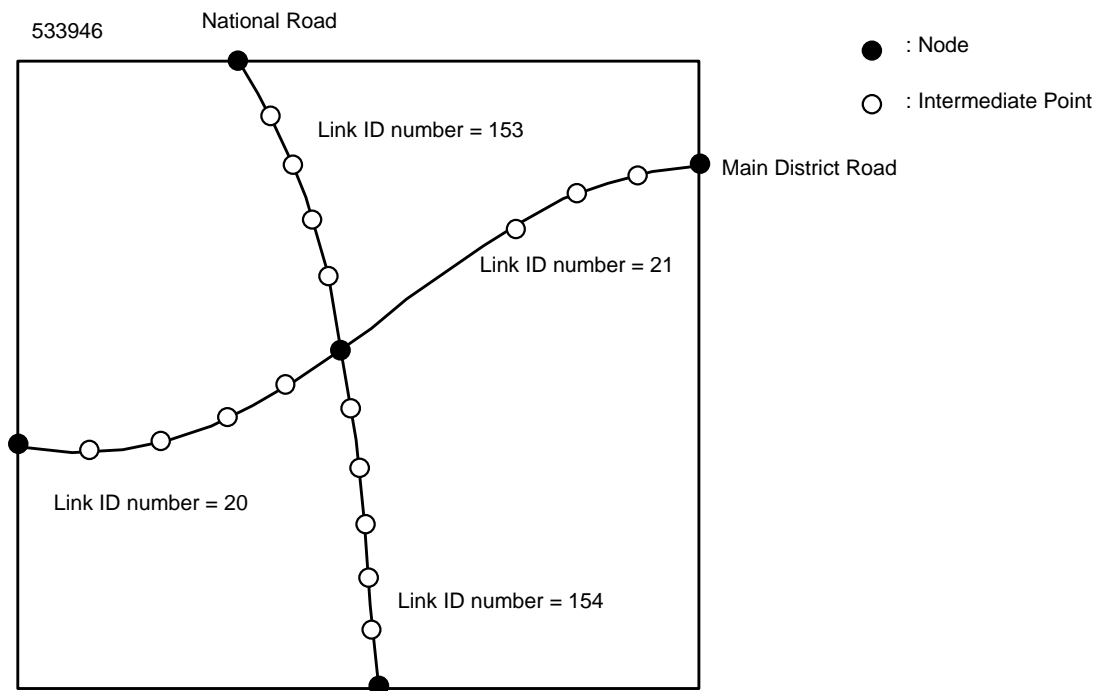 533946
National Road
: Node
: Intermediate Point
Link ID number = 153
Main District Road
Link ID number = 21
Link ID number = 20
Link ID number = 154